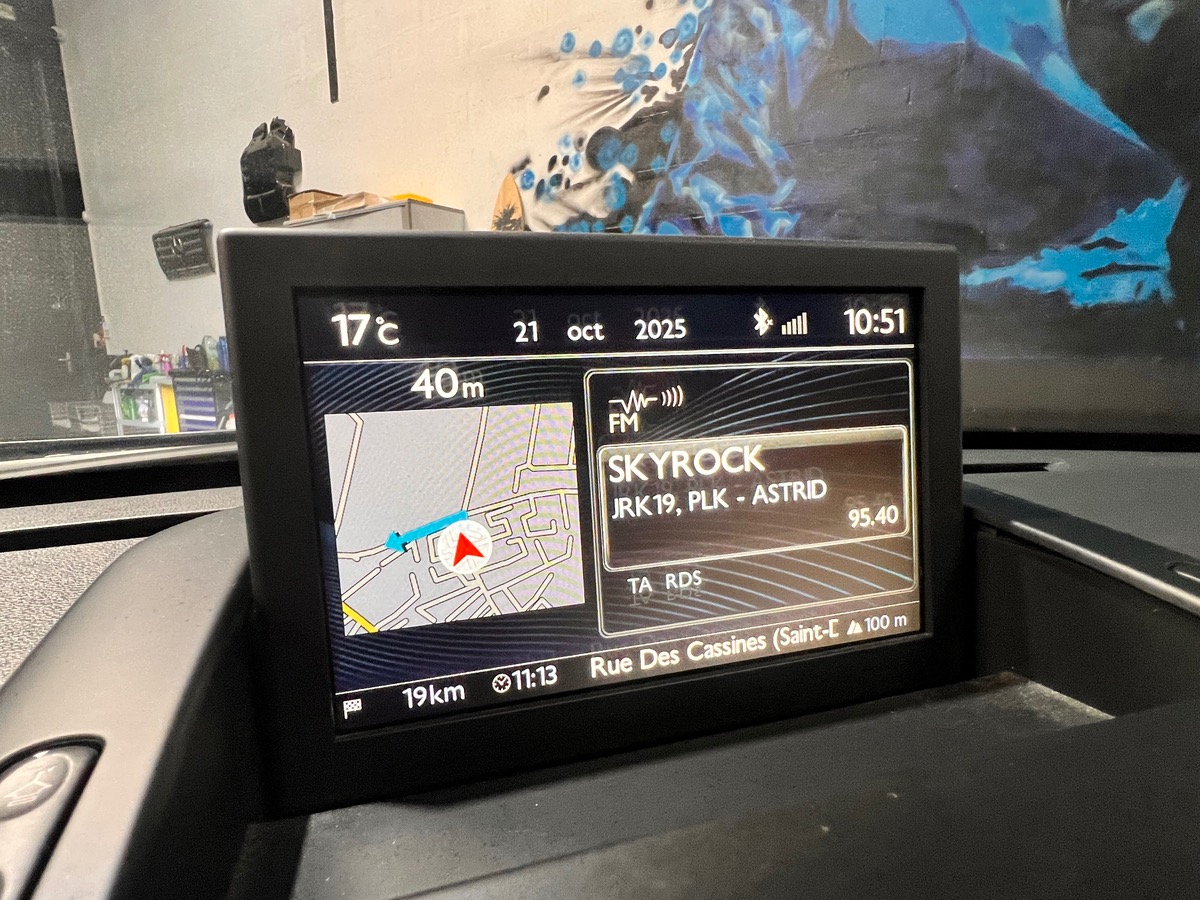 17°C 21 oct 2025 10:51
40m
FM
SKYROCK
JRK19, PLK - ASTRID
95.40
TA RDS
19km 11:13 Rue Des Cassines (Saint-D 100 m